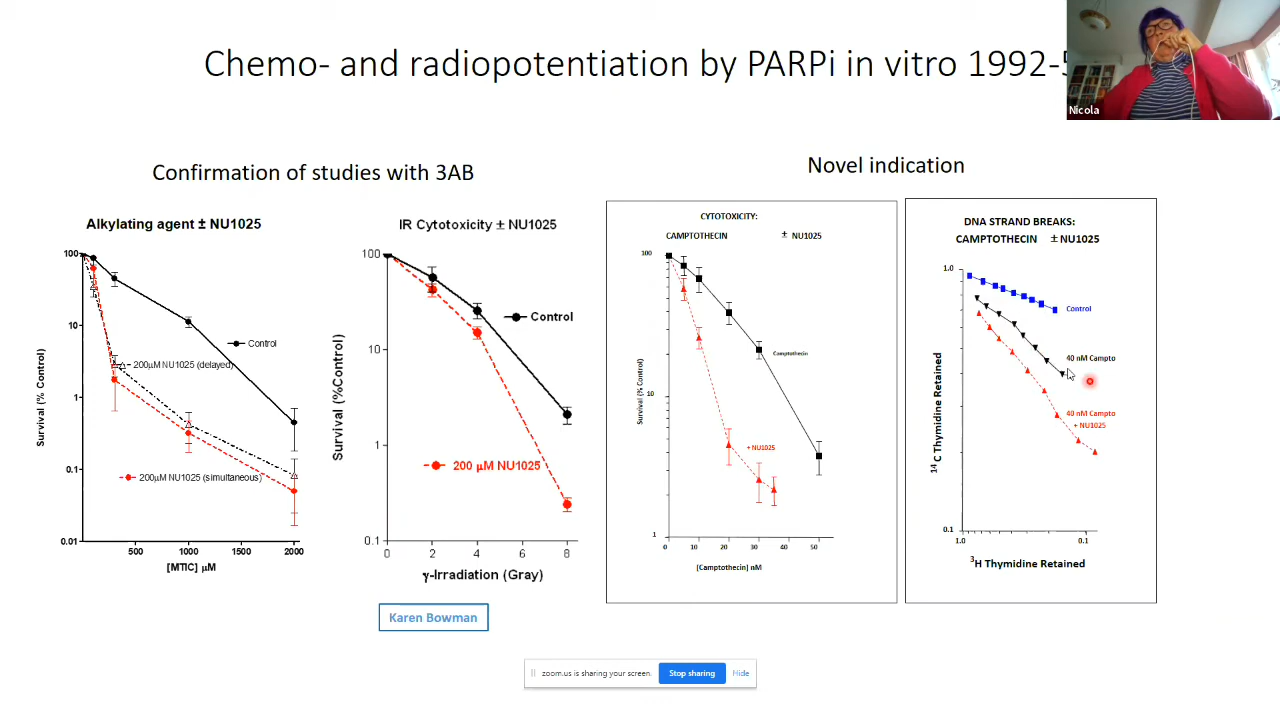 Chemo- and radiopotentiation by PARPi in vitro 1992-
Nicola
Confirmation of studies with 3AB
Novel indication
Alkylating agent ± NU1025
Survival (% Control)
100
10
1
0.1
0.01
Control
200µM NU1025 (delayed)
200µM NU1025 (simultaneous)
500
1000
1500
2000
[MTIC] µM
IR Cytotoxicity ± NU1025
Survival (%Control)
100
10
1
0.1
Control
200 µM NU1025
0
2
4
6
8
γ-Irradiation (Gray)
Karen Bowman
CYTOTOXICITY:
CAMPTOTHECIN ± NU1025
Survival (% Control)
100
10
1
Camptothecin
+ NU1025
0
10
20
30
40
50
[Camptothecin] nM
DNA STRAND BREAKS:
CAMPTOTHECIN ± NU1025
14C Thymidine Retained
1.0
0.1
Control
40 nM Campto
40 nM Campto
+ NU1025
1.0
0.1
3H Thymidine Retained
zoom.us is sharing your screen.
Stop sharing
Hide